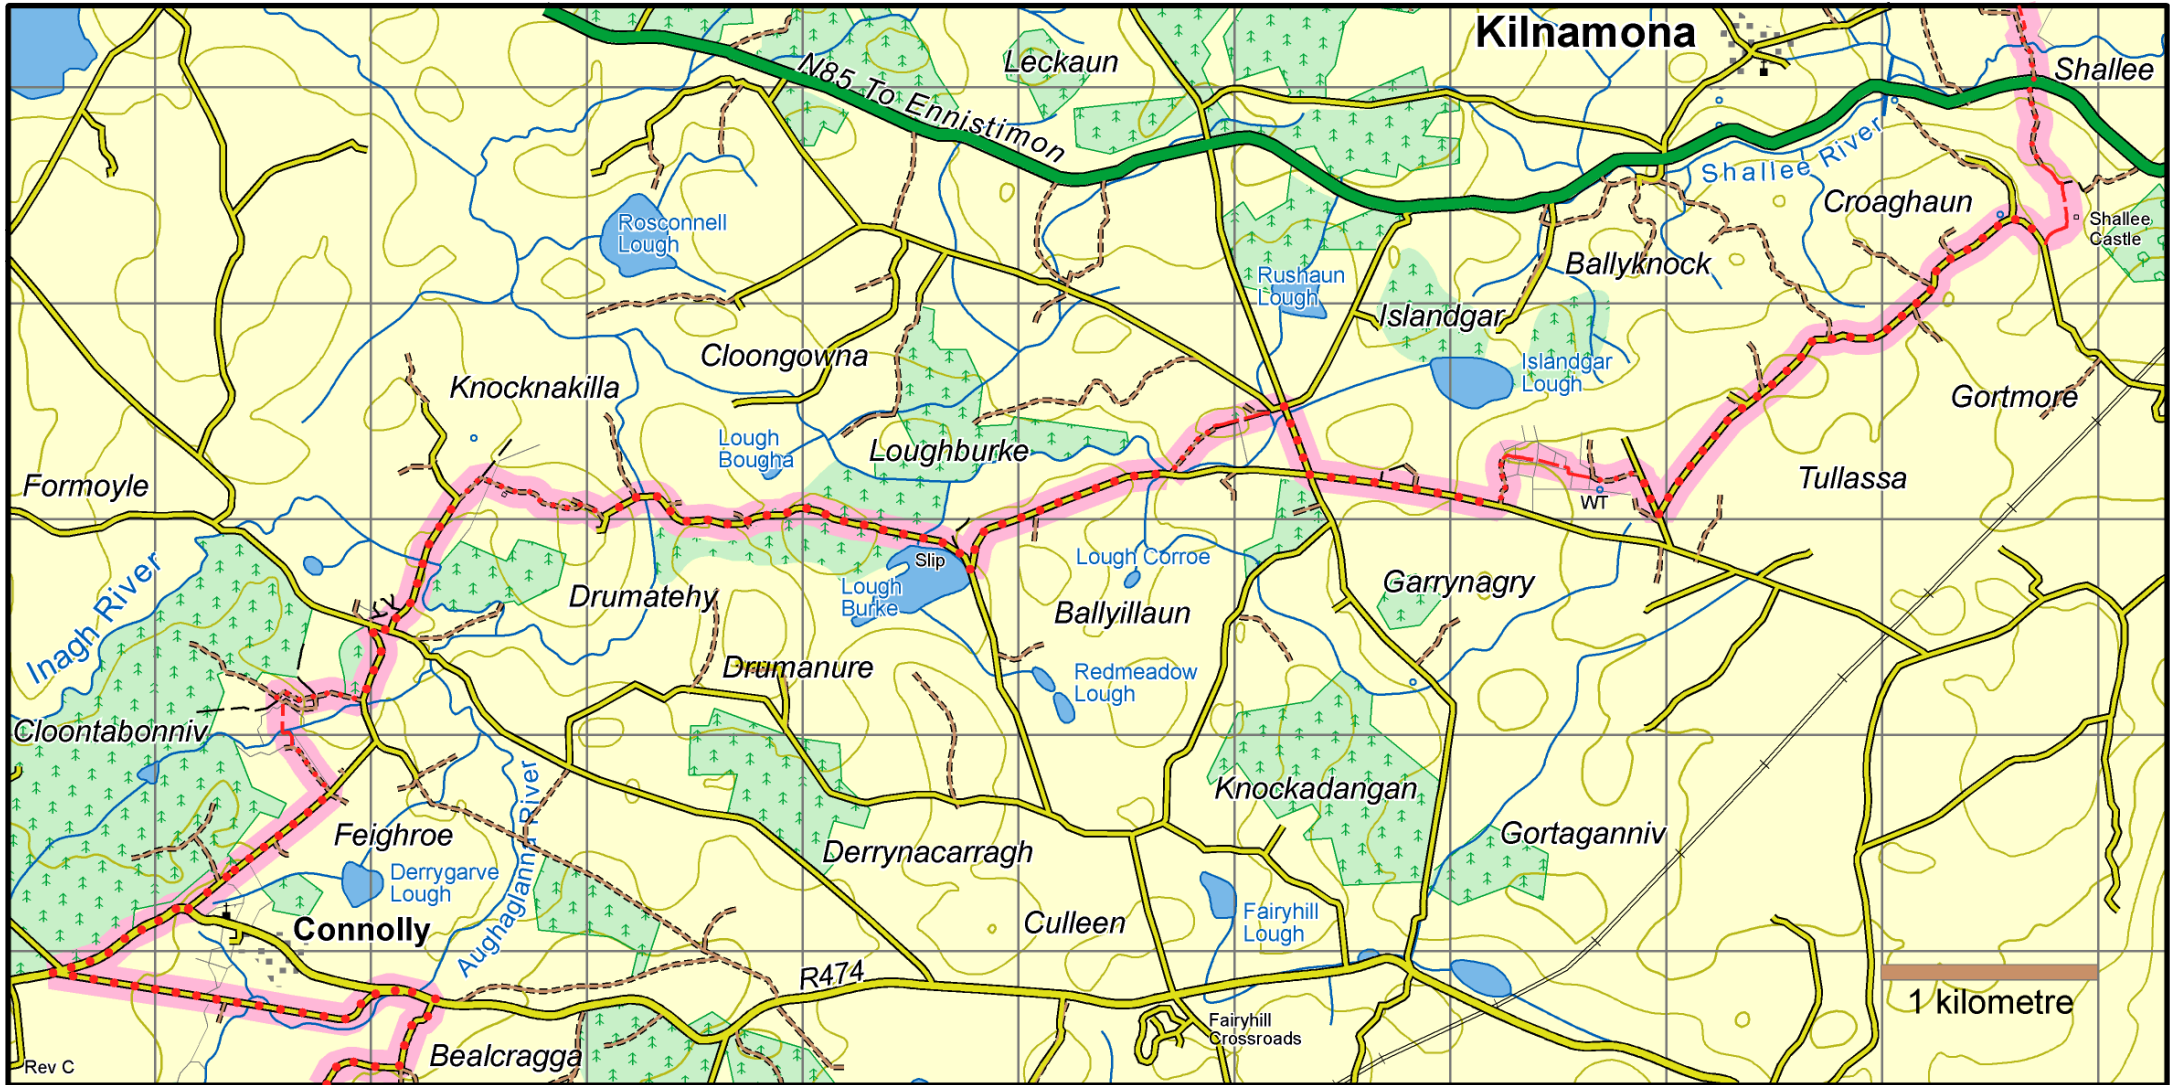 Kilnamona
Leckaun
Shallee
N85 To Ennistimon
Shallee River
Croaghaun
Shallee
Castle
Rosconnell
Lough
Ballyknock
Rushaun
Lough
Islandgar
Cloongowna
Islandgar
Lough
Knocknakilla
Gortmore
Lough
Bougha
Loughburke
Tullassa
Formoyle
WT
Slip
Lough Corroe
Inagh River
Drumatehy
Lough
Burke
Garrynagry
Ballyillaun
Drumanure
Redmeadow
Lough
Cloontabonniv
Aughaglanna River
Knockadangan
Feighroe
Gortaganniv
Derrynacarragh
Derrygarve
Lough
Connolly
Culleen
Fairyhill
Lough
R474
1 kilometre
Fairyhill
Crossroads
Bealcragga
Rev C